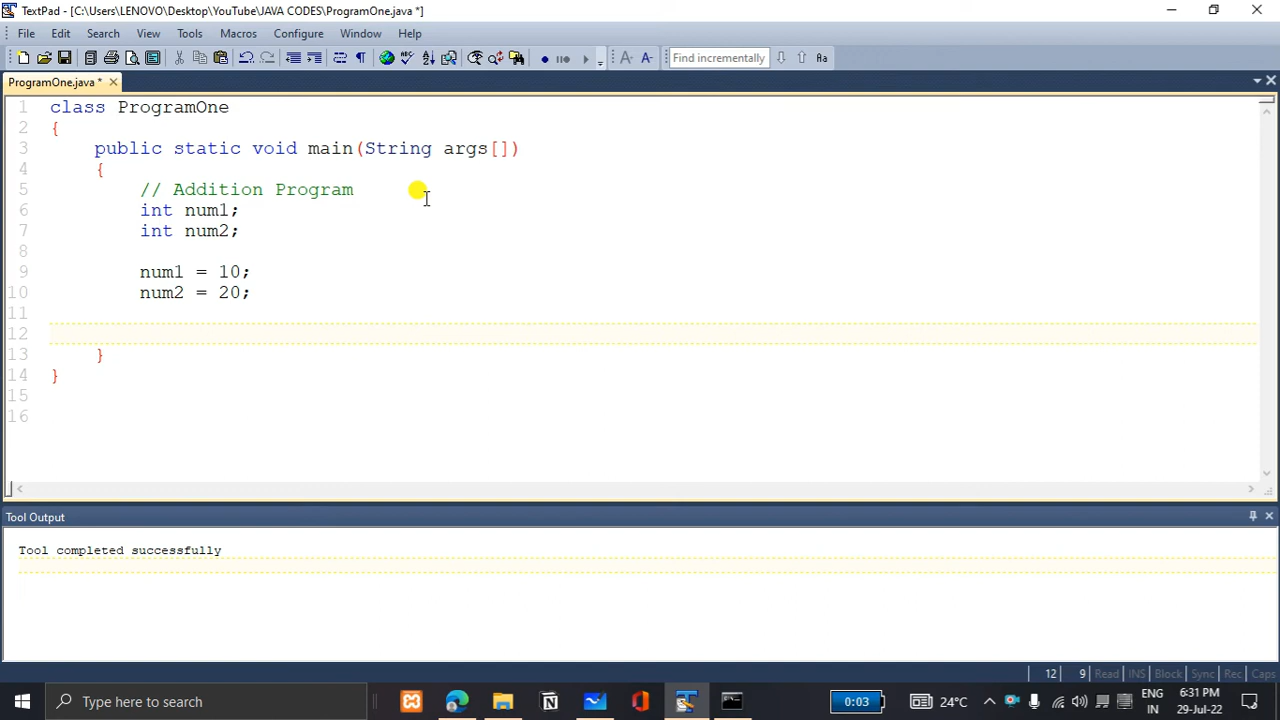 TextPad - [C:\Users\LENOVO\Desktop\YouTube\JAVA CODES\ProgramOne.java *]
File Edit Search View Tools Macros Configure Window Help
Find incrementally
ProgramOne.java *
1 class ProgramOne
2 {
3 public static void main(String args[])
4 {
5 // Addition Program
6 int num1;
7 int num2;
8
9 num1 = 10;
10 num2 = 20;
11
12
13 }
14 }
15
16
Tool Output
Tool completed successfully
12 9 Read INS Block Sync Rec Caps
Type here to search
0:03
24°C
ENG
IN
6:31 PM
29-Jul-22